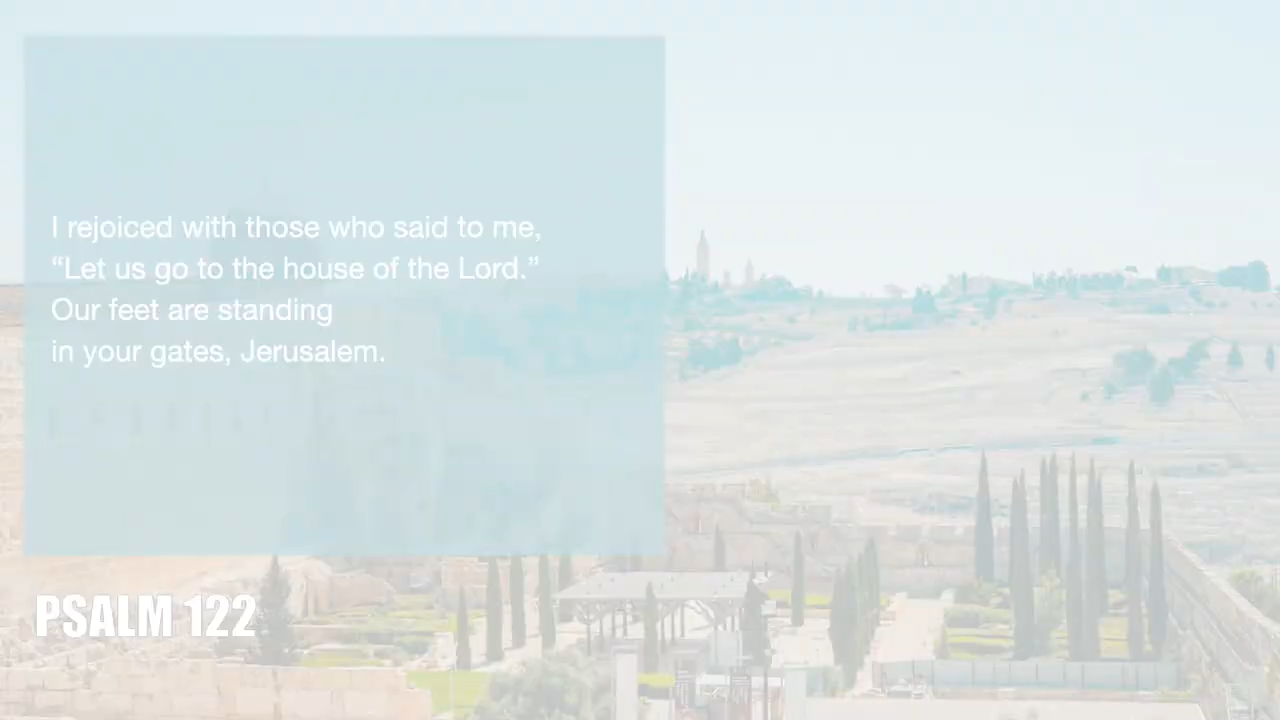 I rejoiced with those who said to me,
“Let us go to the house of the Lord.”
Our feet are standing
in your gates, Jerusalem.
PSALM 122